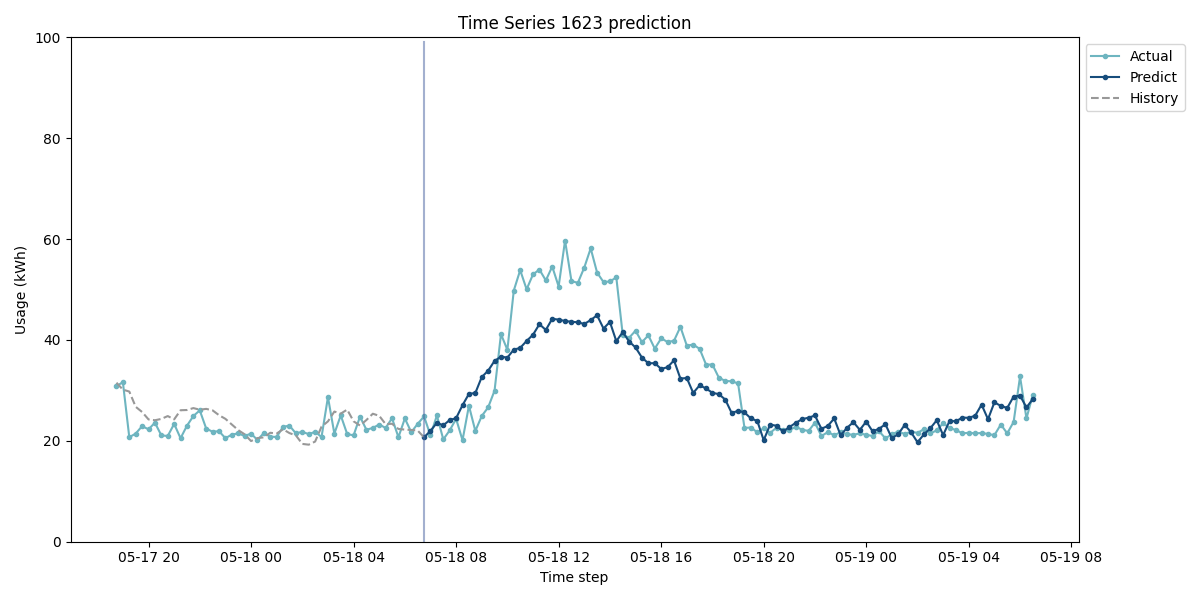 Time Series 1623 prediction
100
80
60
40
20
0
Usage (kWh)
05-17 20
05-18 00
05-18 04
05-18 08
05-18 12
05-18 16
05-18 20
05-19 00
05-19 04
05-19 08
Time step
Actual
Predict
History